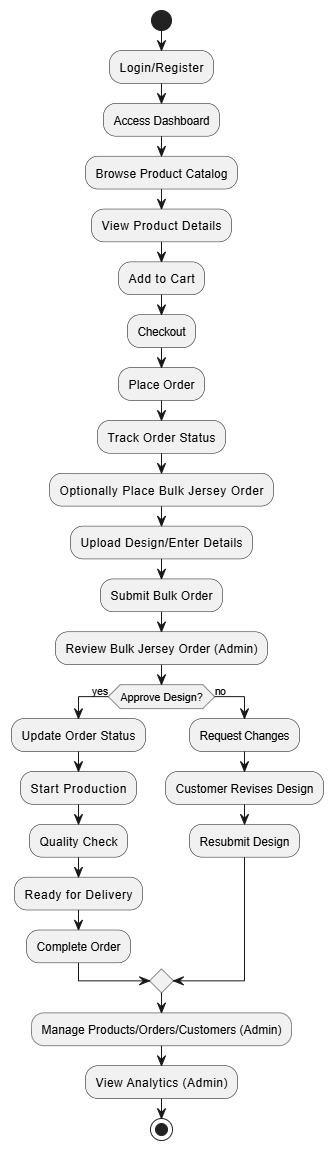 Login/Register
Access Dashboard
Browse Product Catalog
View Product Details
Add to Cart
Checkout
Place Order
Track Order Status
Optionally Place Bulk Jersey Order
Upload Design/Enter Details
Submit Bulk Order
Review Bulk Jersey Order (Admin)
yes
Approve Design?
no
Update Order Status
Request Changes
Start Production
Customer Revises Design
Quality Check
Resubmit Design
Ready for Delivery
Complete Order
Manage Products/Orders/Customers (Admin)
View Analytics (Admin)